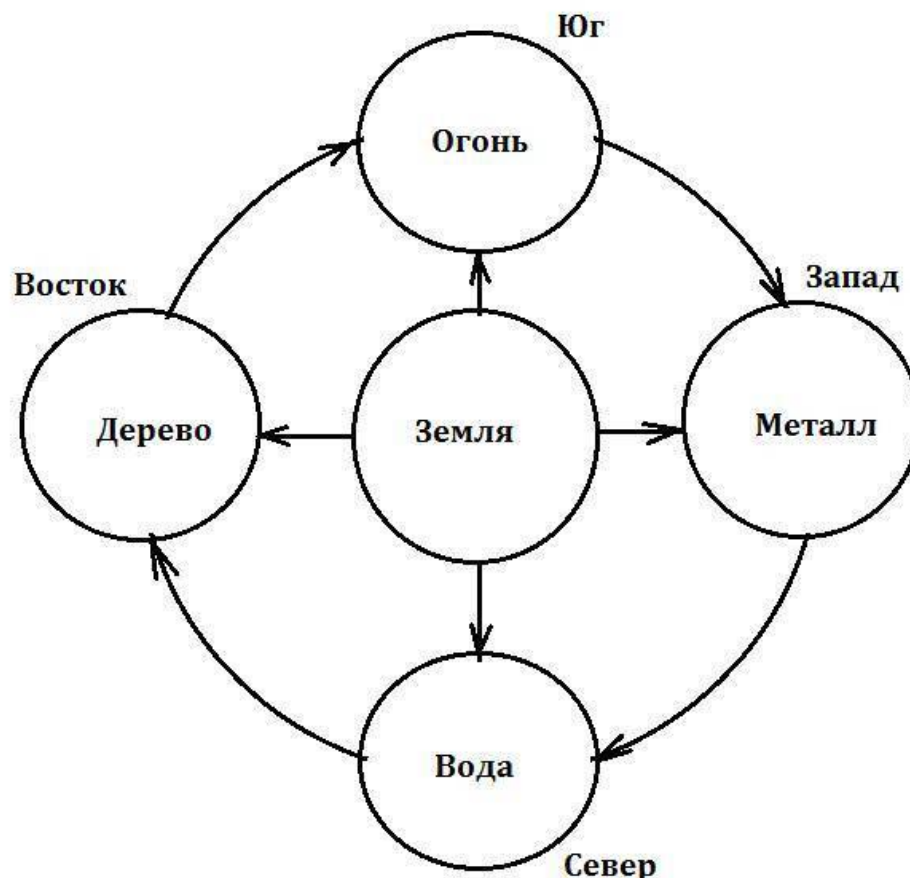 Юг
Огонь
Восток
Запад
Дерево
Земля
Металл
Вода
Север